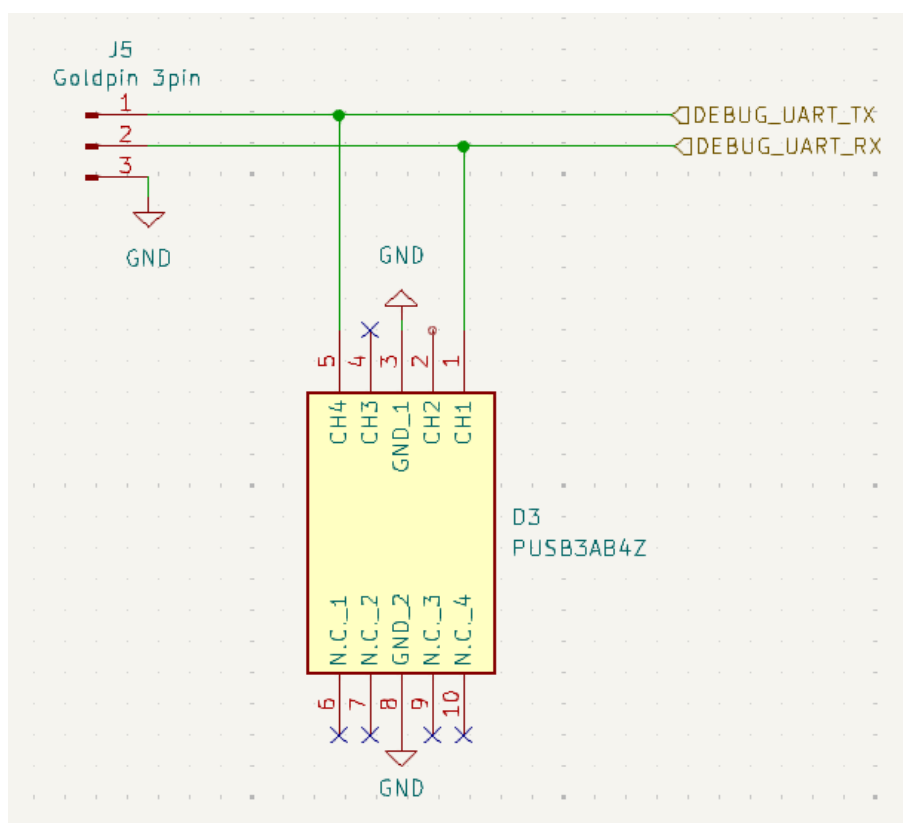 J5
Goldpin 3pin
1
DEBUG_UART_TX
2
DEBUG_UART_RX
3
GND
GND
5
4
3
2
1
CH4
CH3
GND_1
CH2
CH1
D3
PUSB3AB4Z
N.C._1
N.C._2
GND_2
N.C._3
N.C._4
6
7
8
9
10
GND